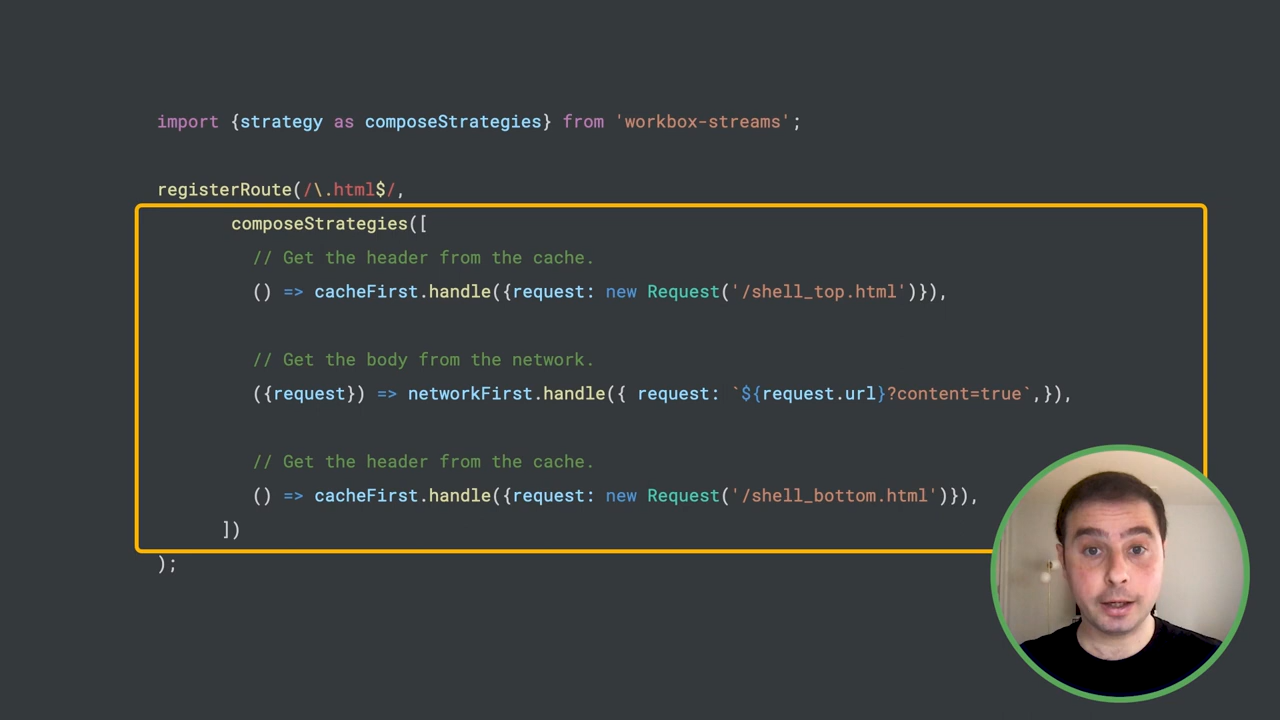 import {strategy as composeStrategies} from 'workbox-streams';
registerRoute(/\.html$/,
composeStrategies([
// Get the header from the cache.
() => cacheFirst.handle({request: new Request('/shell_top.html')}),
// Get the body from the network.
({request}) => networkFirst.handle({ request: `${request.url}?content=true`,}),
// Get the header from the cache.
() => cacheFirst.handle({request: new Request('/shell_bottom.html')}),
])
);